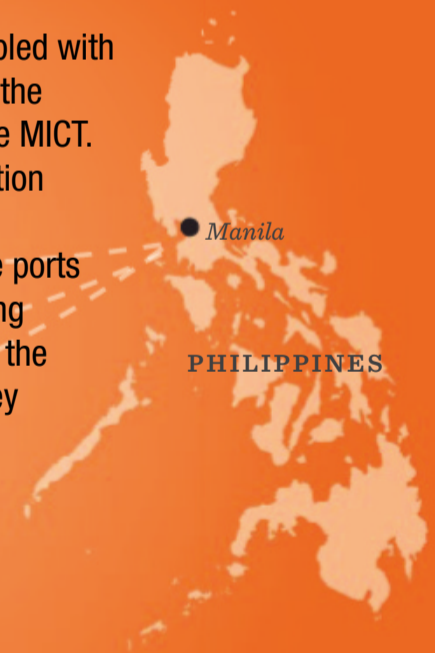 pled with
the
e MICT.
tion
e ports
ng
the
ey
Manila
PHILIPPINES